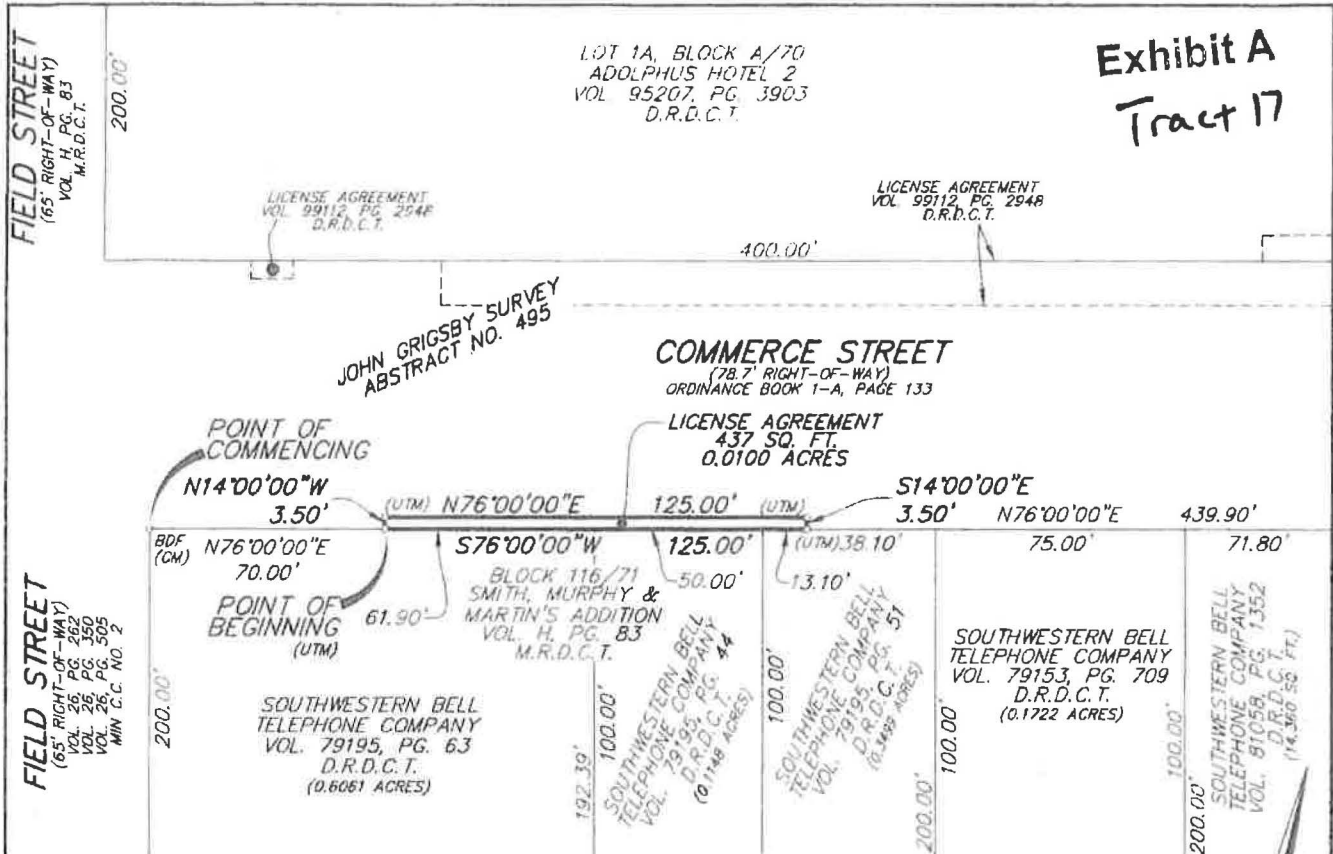 Exhibit A
Tract 17
FIELD STREET
(65' RIGHT-OF-WAY)
VOL. H, PG. 83
M.R.D.C.T.
200.00'
LOT 1A, BLOCK A/70
ADOLPHUS HOTEL 2
VOL. 95207, PG. 3903
D.R.D.C.T.
LICENSE AGREEMENT
VOL. 99112, PG. 2948
D.R.D.C.T.
LICENSE AGREEMENT
VOL. 99112, PG. 2948
D.R.D.C.T.
400.00'
JOHN GRIGSBY SURVEY
ABSTRACT NO. 495
COMMERCE STREET
(78.7' RIGHT-OF-WAY)
ORDINANCE BOOK 1-A, PAGE 133
LICENSE AGREEMENT
437 SQ. FT.
0.0100 ACRES
POINT OF
COMMENCING
N14°00'00"W
3.50'
(UTM) N76°00'00"E 125.00' (UTM)
S14°00'00"E
3.50'
N76°00'00"E 439.90'
BDF
(CM)
N76°00'00"E
70.00'
S76°00'00"W 125.00'
(UTM) 38.10'
75.00'
71.80'
POINT OF
BEGINNING
(UTM)
61.90'
50.00'
13.10'
BLOCK 116/71
SMITH, MURPHY &
MARTIN'S ADDITION
VOL. H, PG. 83
M.R.D.C.T.
FIELD STREET
(65' RIGHT-OF-WAY)
VOL. 26, PG. 262
VOL. 26, PG. 350
VOL. 26, PG. 505
MIN C.C. NO. 2
200.00'
SOUTHWESTERN BELL
TELEPHONE COMPANY
VOL. 79195, PG. 63
D.R.D.C.T.
(0.6061 ACRES)
192.39'
100.00'
SOUTHWESTERN BELL
TELEPHONE COMPANY
VOL. 79195, PG. 44
D.R.D.C.T.
(0.1148 ACRES)
100.00'
SOUTHWESTERN BELL
TELEPHONE COMPANY
VOL. 79195, PG. 51
D.R.D.C.T.
(0.3499 ACRES)
200.00'
100.00'
SOUTHWESTERN BELL
TELEPHONE COMPANY
VOL. 79153, PG. 709
D.R.D.C.T.
(0.1722 ACRES)
100.00'
200.00'
SOUTHWESTERN BELL
TELEPHONE COMPANY
VOL. 81058, PG. 1352
D.R.D.C.T.
(14,360 SQ. FT.)